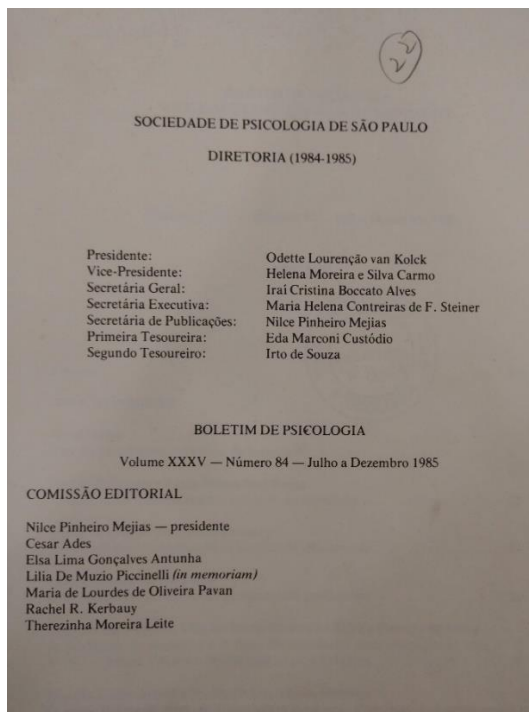 22
SOCIEDADE DE PSICOLOGIA DE SÃO PAULO
DIRETORIA (1984-1985)
Presidente: Odette Lourenção van Kolck
Vice-Presidente: Helena Moreira e Silva Carmo
Secretária Geral: Iraí Cristina Boccato Alves
Secretária Executiva: Maria Helena Contreiras de F. Steiner
Secretária de Publicações: Nilce Pinheiro Mejias
Primeira Tesoureira: Eda Marconi Custódio
Segundo Tesoureiro: Irto de Souza
BOLETIM DE PSI€OLOGIA
Volume XXXV — Número 84 — Julho a Dezembro 1985
COMISSÃO EDITORIAL
Nilce Pinheiro Mejias — presidente
Cesar Ades
Elsa Lima Gonçalves Antunha
Lilia De Muzio Piccinelli (in memoriam)
Maria de Lourdes de Oliveira Pavan
Rachel R. Kerbauy
Therezinha Moreira Leite